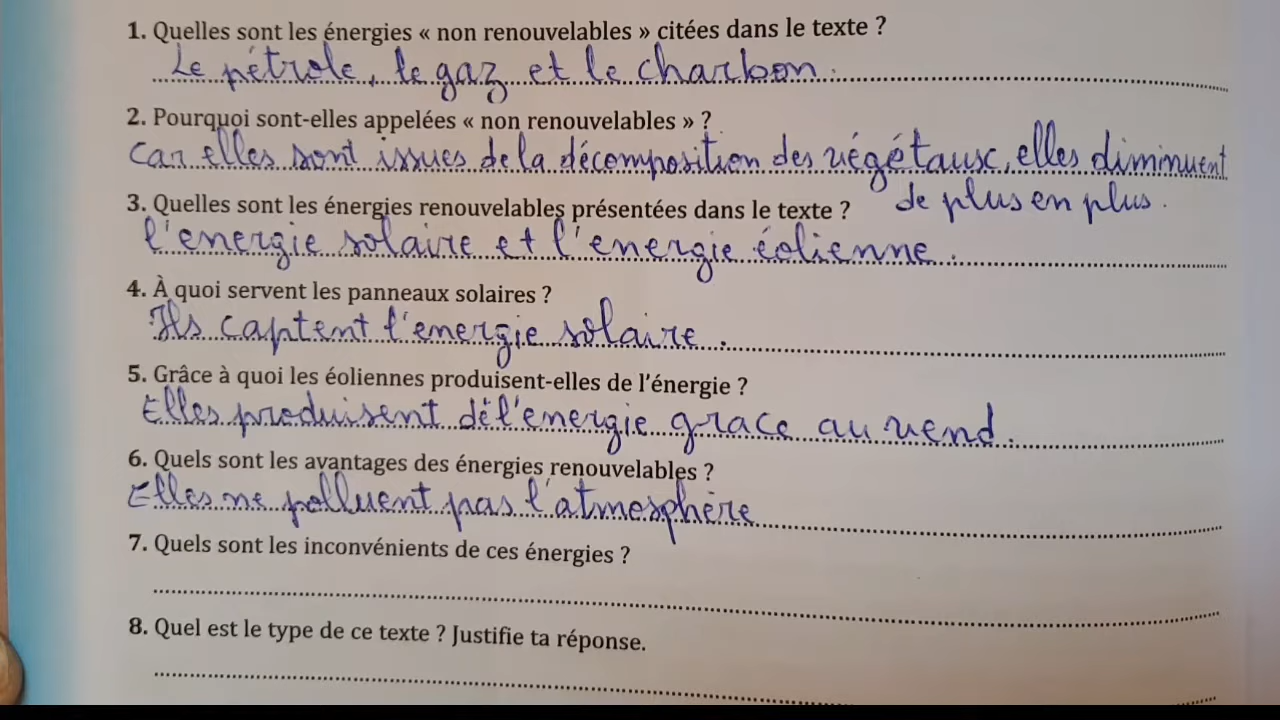 1. Quelles sont les énergies « non renouvelables » citées dans le texte ?
Le pétrole, le gaz et le charbon.
2. Pourquoi sont-elles appelées « non renouvelables » ?
Car elles sont issues de la décomposition des végétaux, elles diminuent
de plus en plus.
3. Quelles sont les énergies renouvelables présentées dans le texte ?
l'energie solaire et l'energie éolienne.
4. À quoi servent les panneaux solaires ?
Ils captent l'energie solaire.
5. Grâce à quoi les éoliennes produisent-elles de l'énergie ?
Elles produisent de l'energie grace au vend.
6. Quels sont les avantages des énergies renouvelables ?
Elles ne polluent pas l'atmosphère
7. Quels sont les inconvénients de ces énergies ?
8. Quel est le type de ce texte ? Justifie ta réponse.